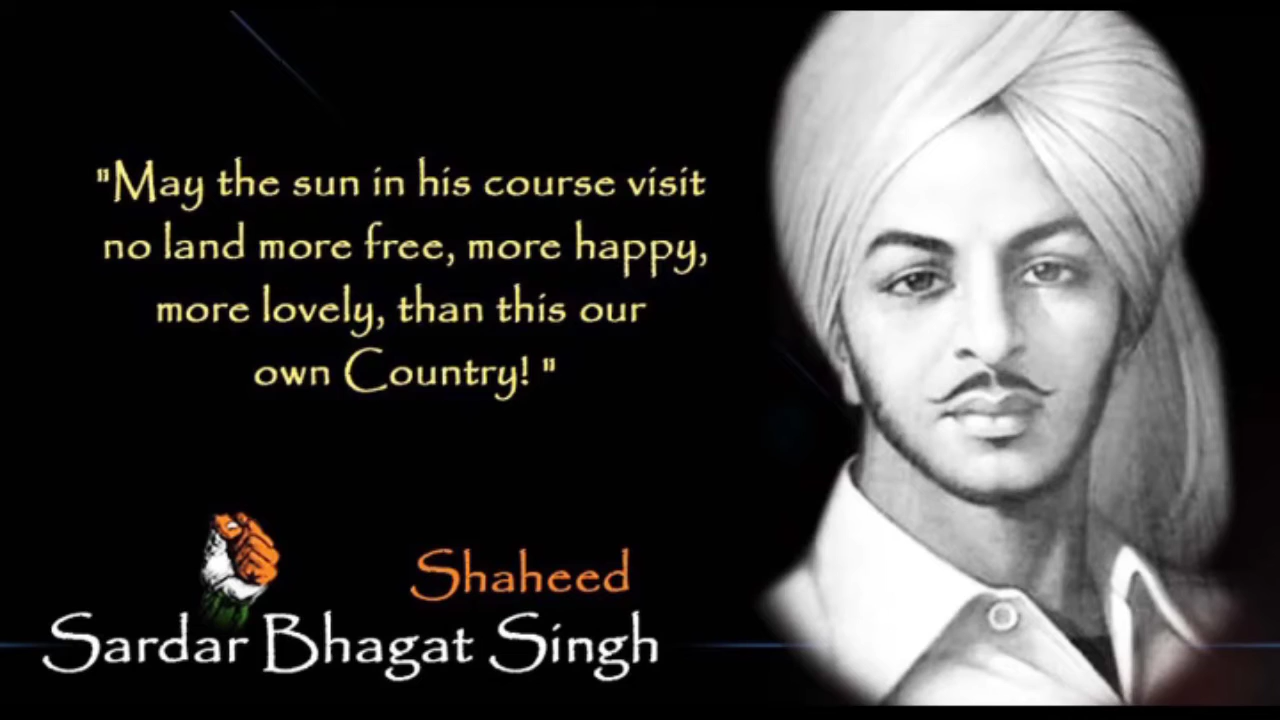 "May the sun in his course visit
no land more free, more happy,
more lovely, than this our
own Country! "
Shaheed
Sardar Bhagat Singh